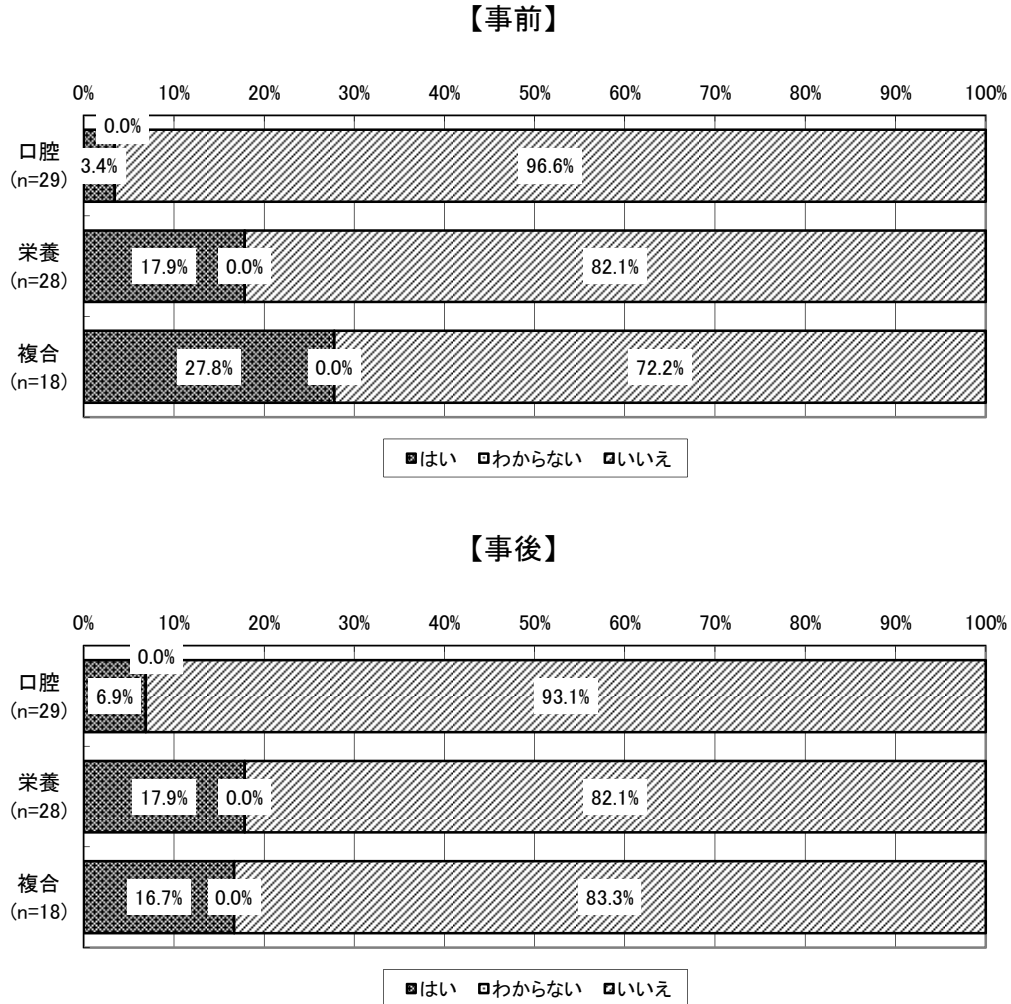 【事前】
0% 10% 20% 30% 40% 50% 60% 70% 80% 90% 100%
0.0%
口腔
(n=29)
3.4% 96.6%
栄養
(n=28)
17.9% 0.0% 82.1%
複合
(n=18)
27.8% 0.0% 72.2%
はい わからない いいえ
【事後】
0% 10% 20% 30% 40% 50% 60% 70% 80% 90% 100%
0.0%
口腔
(n=29)
6.9% 93.1%
栄養
(n=28)
17.9% 0.0% 82.1%
複合
(n=18)
16.7% 0.0% 83.3%
はい わからない いいえ